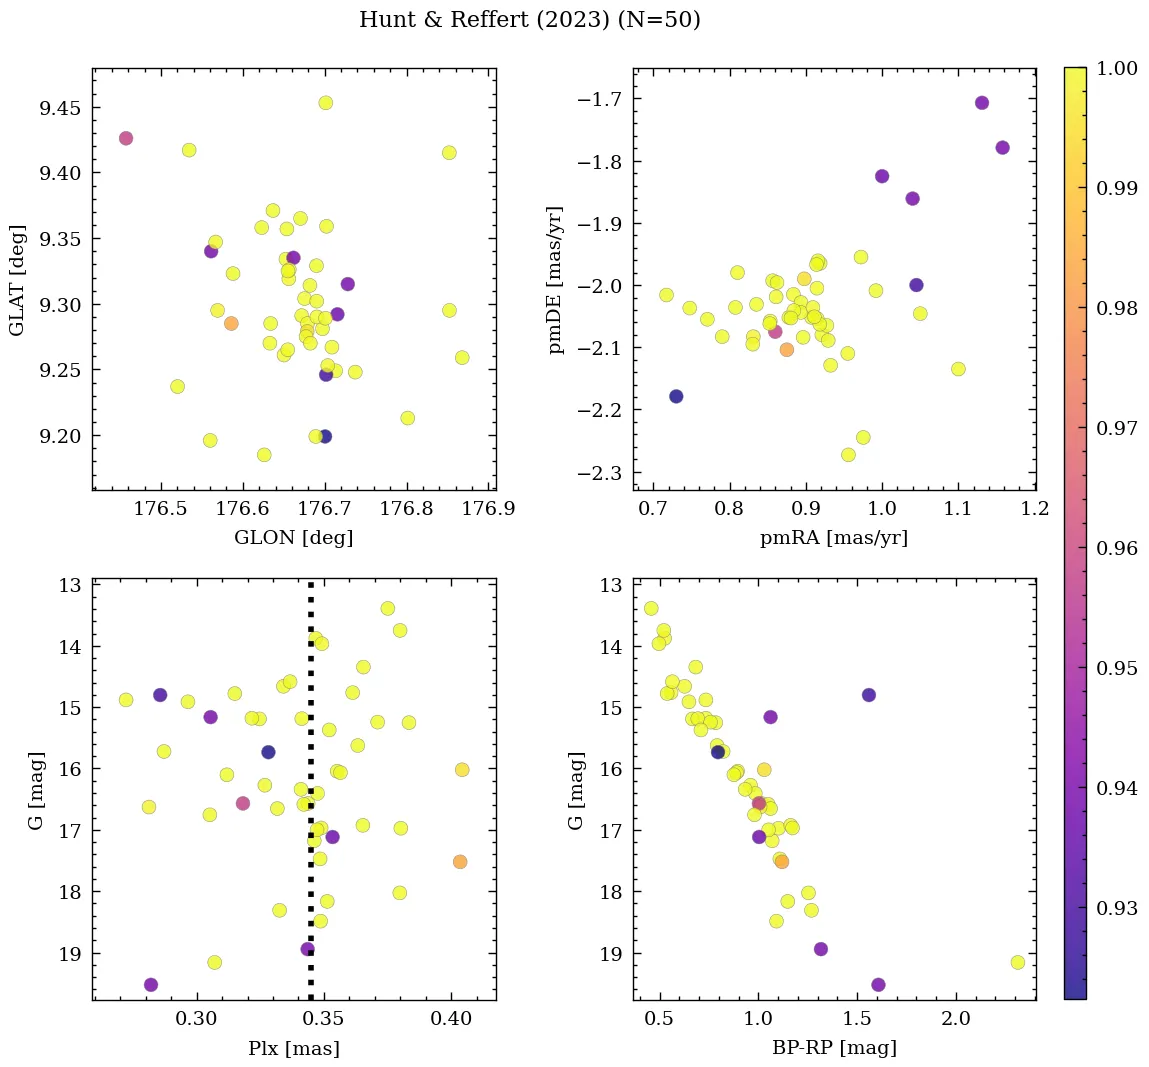 Hunt & Reffert (2023) (N=50)
9.45
9.40
9.35
9.30
9.25
9.20
GLAT [deg]
176.5 176.6 176.7 176.8 176.9
GLON [deg]
−1.7
−1.8
−1.9
−2.0
−2.1
−2.2
−2.3
pmDE [mas/yr]
0.7 0.8 0.9 1.0 1.1 1.2
pmRA [mas/yr]
13
14
15
16
17
18
19
G [mag]
0.30 0.35 0.40
Plx [mas]
13
14
15
16
17
18
19
G [mag]
0.5 1.0 1.5 2.0
BP-RP [mag]
1.00
0.99
0.98
0.97
0.96
0.95
0.94
0.93